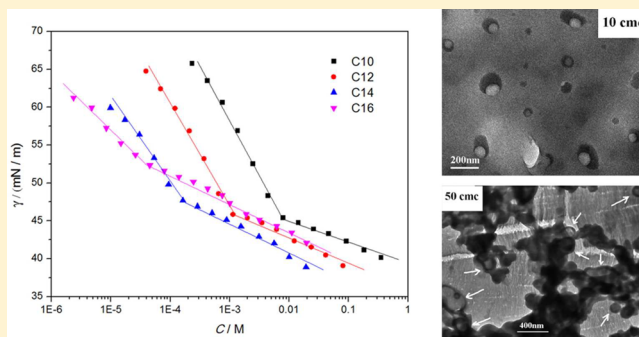 70
65
60
55
50
45
40
35
γ / (mN / m)
1E-6
1E-5
1E-4
1E-3
0.01
0.1
1
C / M
C10
C12
C14
C16
10 cmc
200nm
50 cmc
400nm